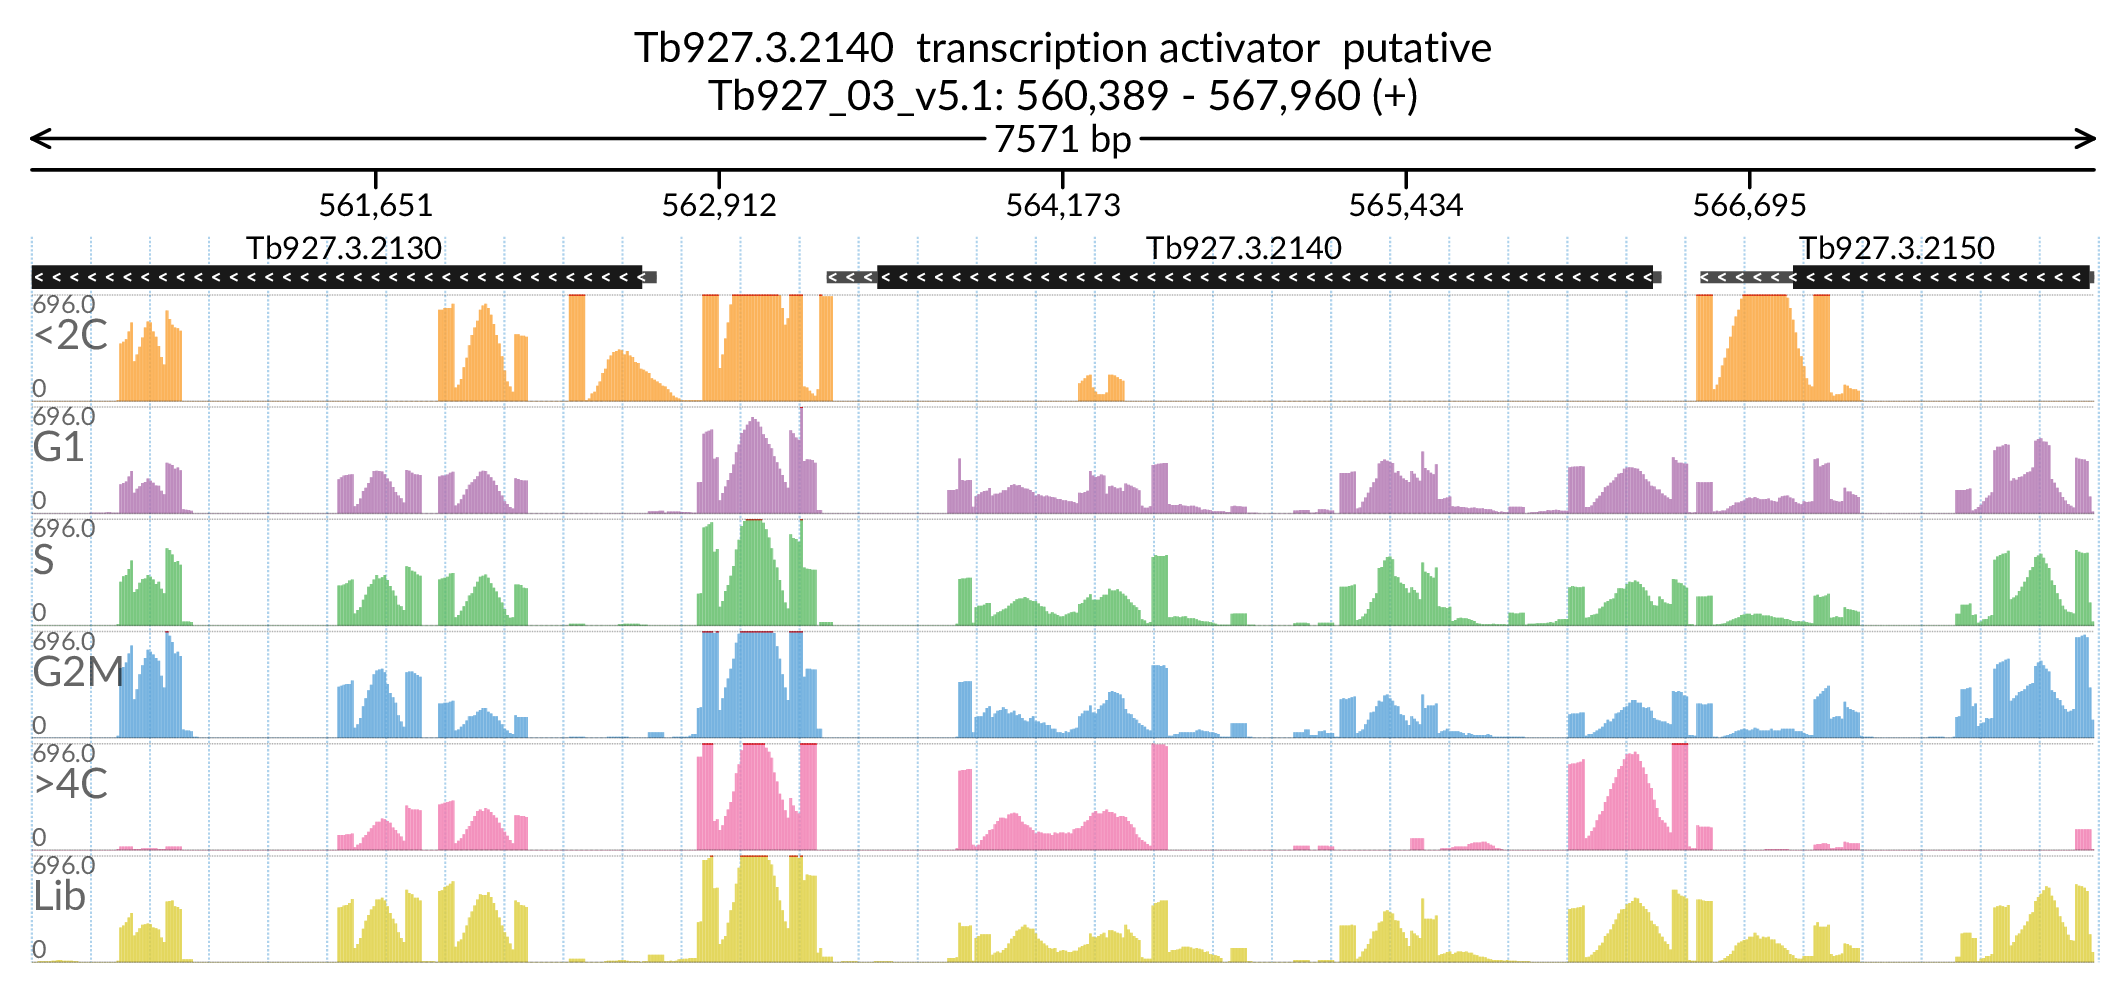 Tb927.3.2140  transcription activator  putative
Tb927_03_v5.1: 560,389 - 567,960 (+)
7571 bp
561,651 562,912 564,173 565,434 566,695
Tb927.3.2130 Tb927.3.2140 Tb927.3.2150
696.0
<2C
0
696.0
G1
0
696.0
S
0
696.0
G2M
0
696.0
>4C
0
696.0
Lib
0